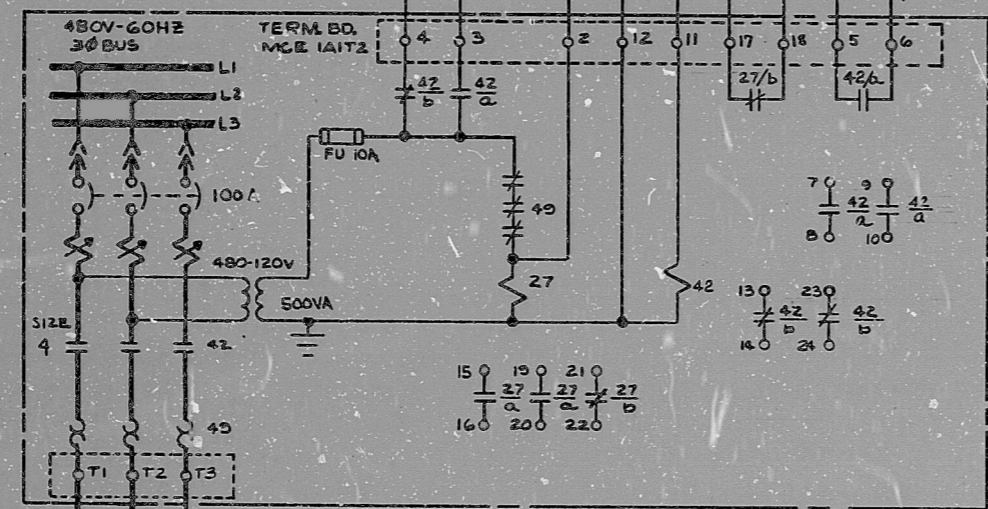 480V-60HZ
3Ø BUS
TERM. BD.
MCE 1A1T2
4 3 2 12 11 17 18 5 6
L1
L2
L3
42/b
42/a
27/b
42/a
FU 10A
100A
49
7 9
42/a 42/a
8 10
480-120V
27
42
500VA
13 23
42/b 42/b
14 24
SIZE
4
42
15 19 21
27/a 27/a 27/b
16 20 22
49
T1 T2 T3